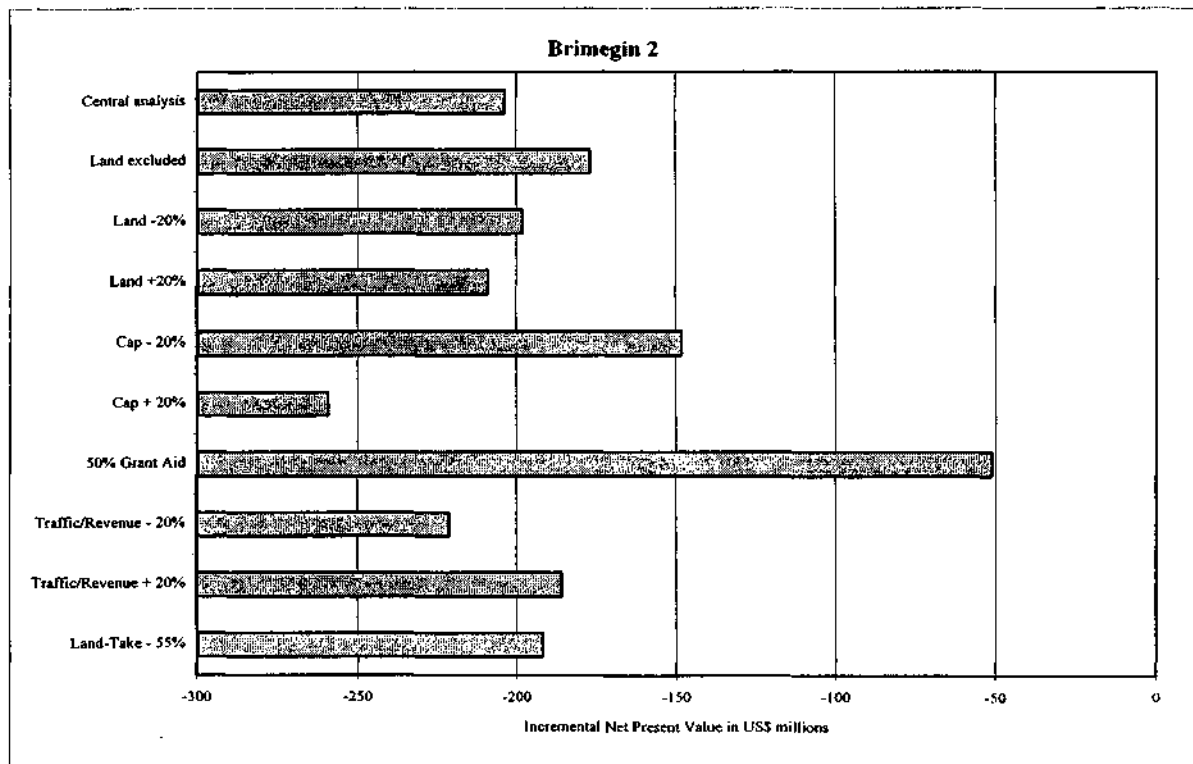 Brimegin 2
Central analysis
Land excluded
Land -20%
Land +20%
Cap - 20%
Cap + 20%
50% Grant Aid
Traffic/Revenue - 20%
Traffic/Revenue + 20%
Land-Take - 55%
-300 -250 -200 -150 -100 -50 0
Incremental Net Present Value in US$ millions